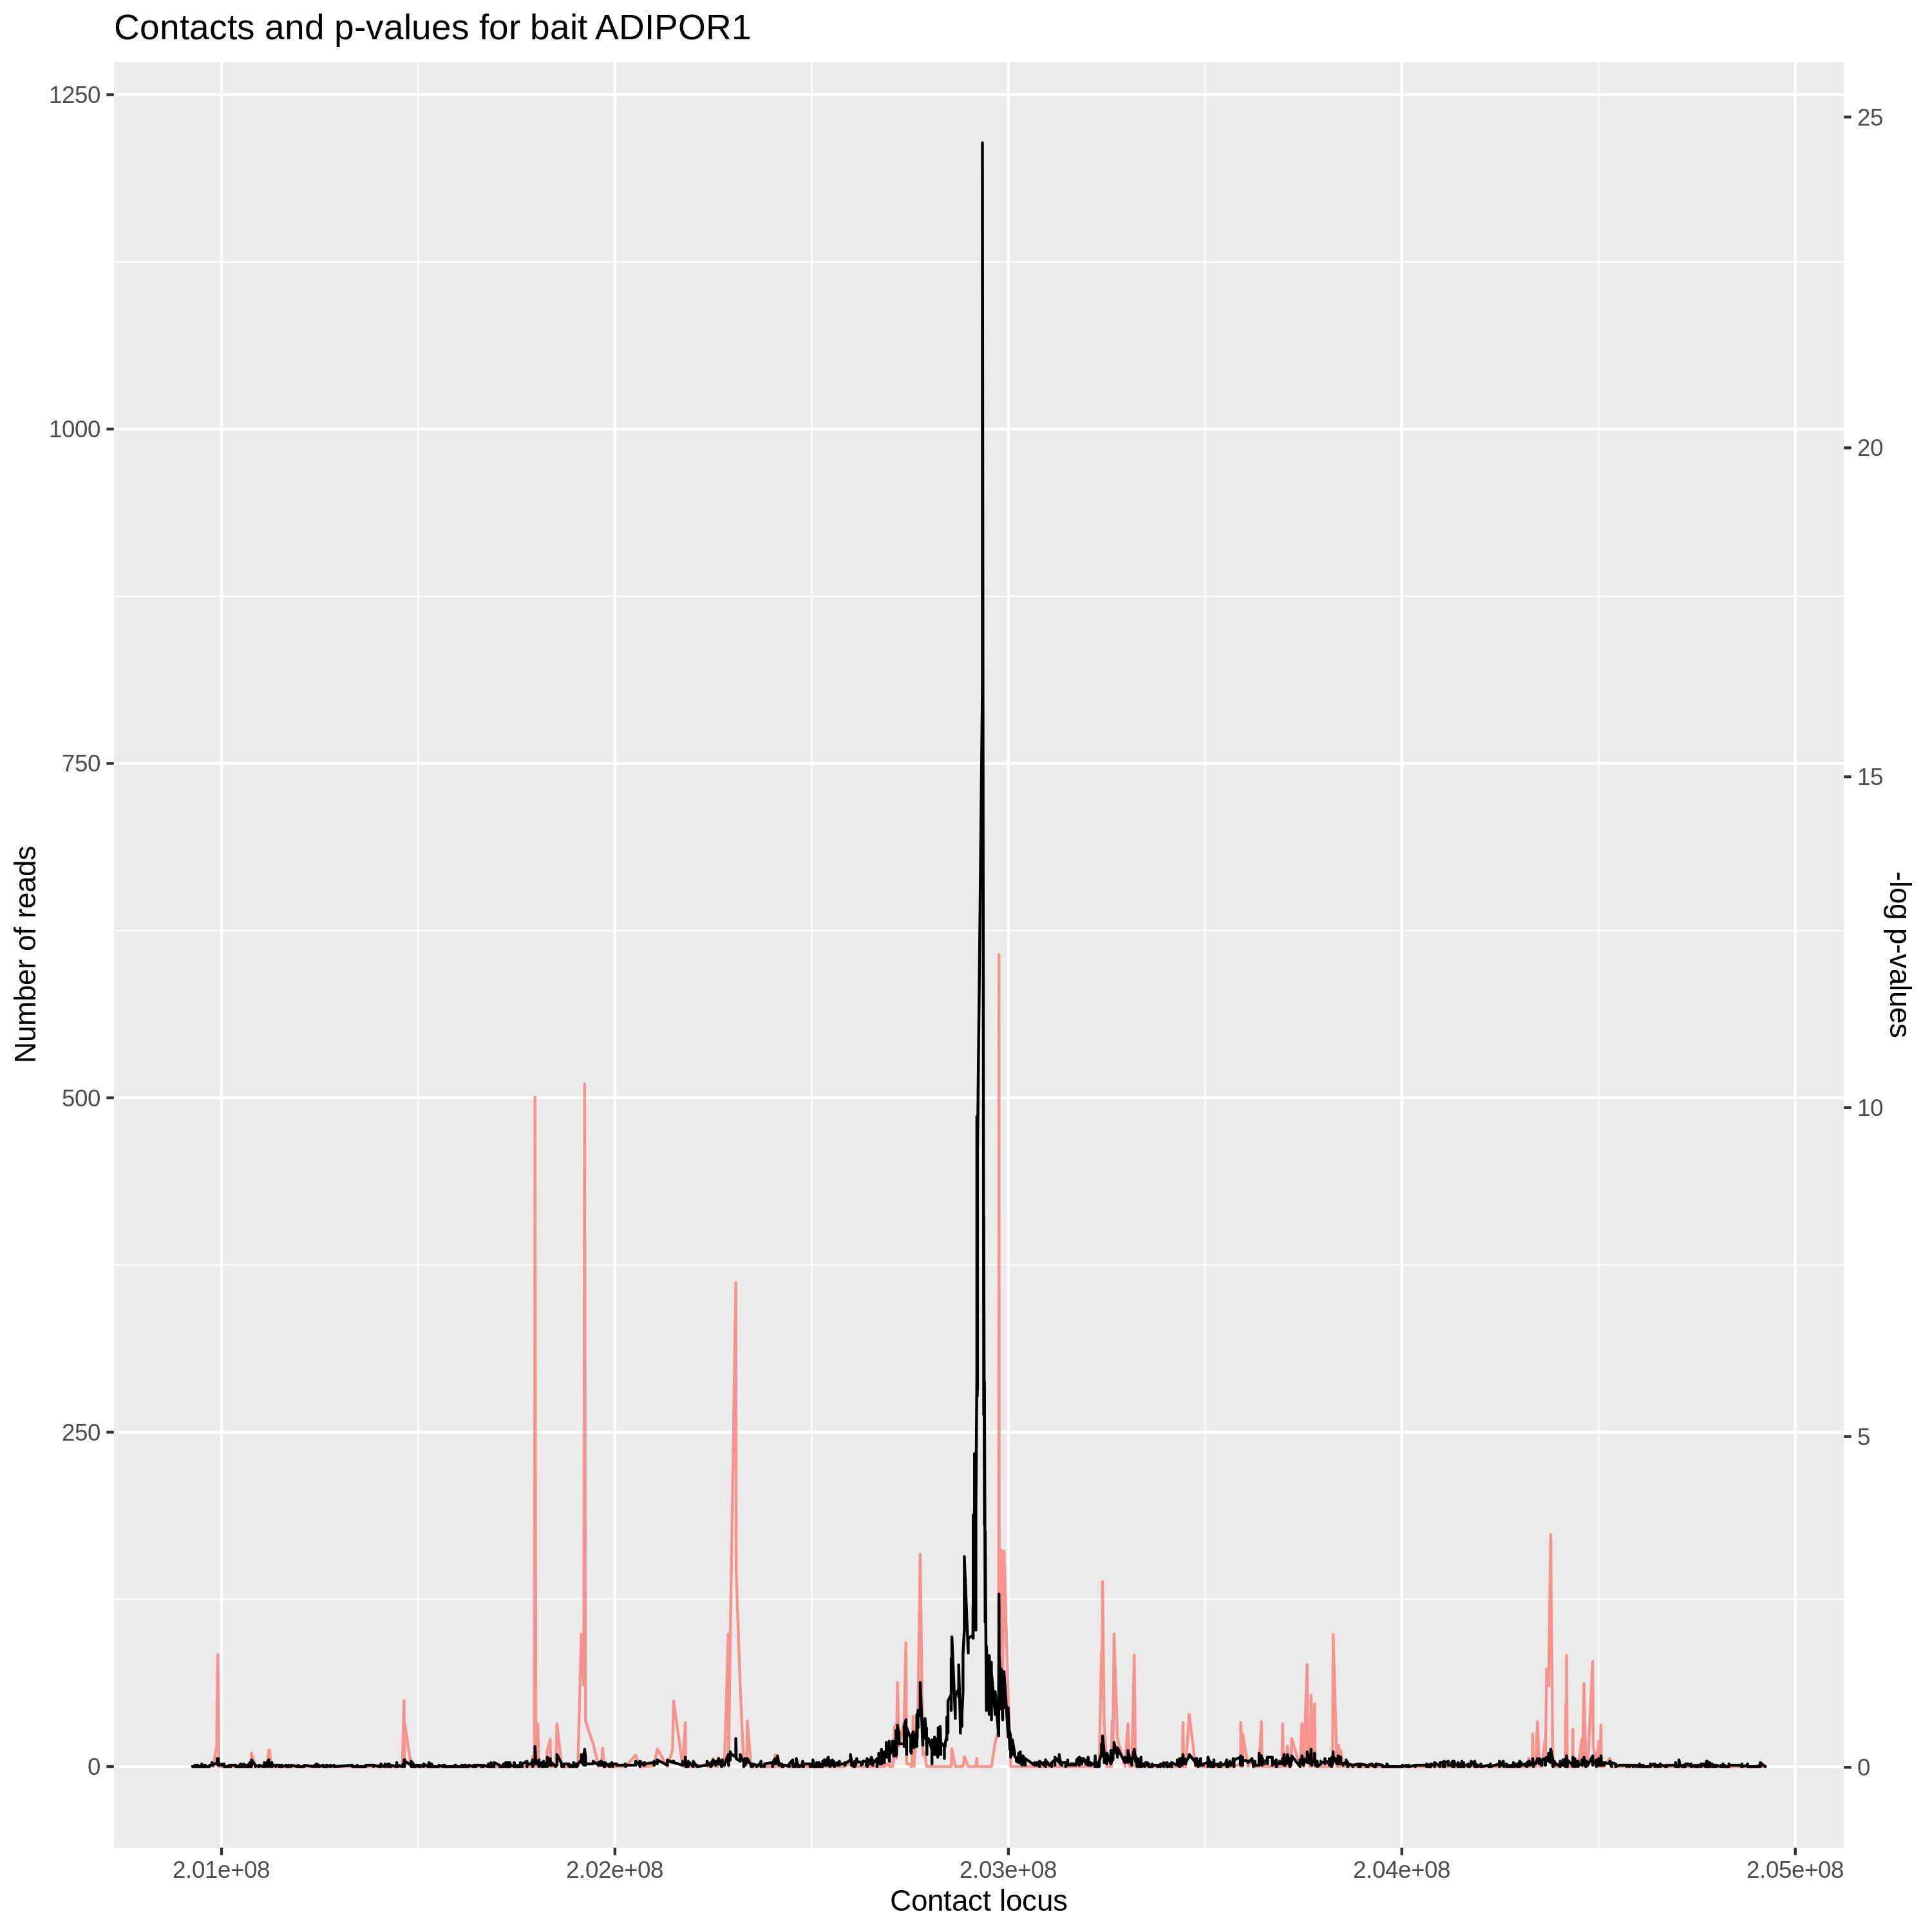 Contacts and p-values for bait ADIPOR1
1250
1000
750
500
250
0
Number of reads
25
20
15
10
5
0
-log p-values
2.01e+08
2.02e+08
2.03e+08
2.04e+08
2.05e+08
Contact locus